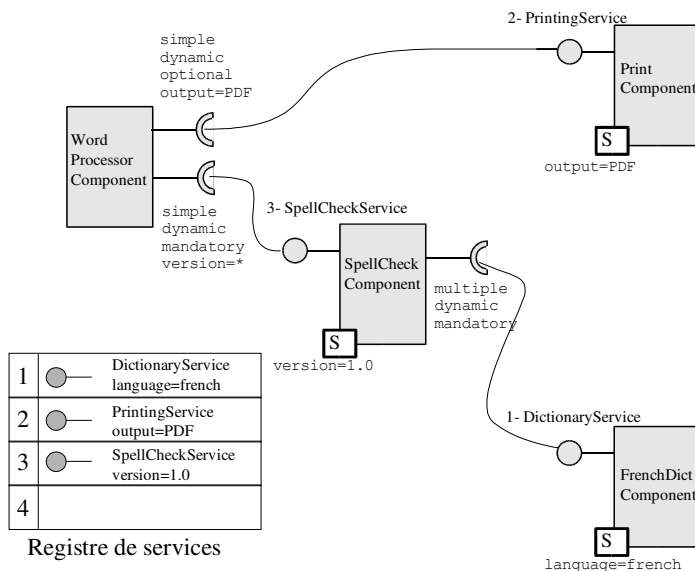 2- PrintingService
simple
dynamic
optional
output=PDF
Print
Component
S
output=PDF
Word
Processor
Component
simple
dynamic
mandatory
version=*
3- SpellCheckService
SpellCheck
Component
multiple
dynamic
mandatory
S
version=1.0
1- DictionaryService
FrenchDict
Component
S
language=french
1
DictionaryService
language=french
2
PrintingService
output=PDF
3
SpellCheckService
version=1.0
4
Registre de services